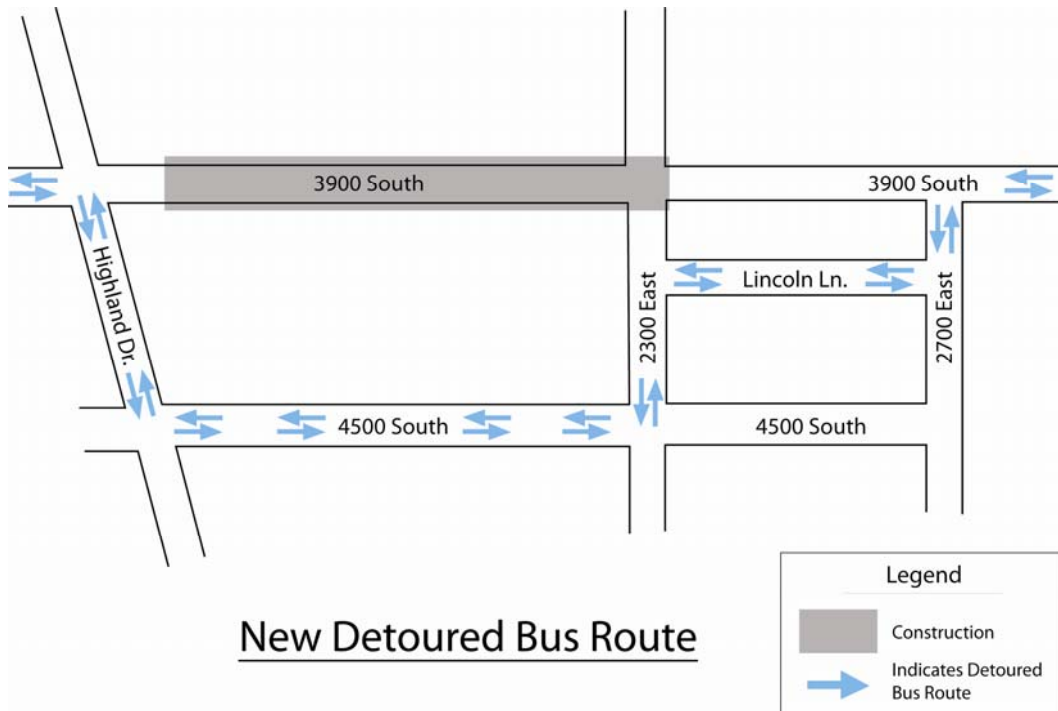 3900 South
3900 South
Highland Dr.
2300 East
Lincoln Ln.
2700 East
4500 South
4500 South
New Detoured Bus Route
Legend
Construction
Indicates Detoured
Bus Route